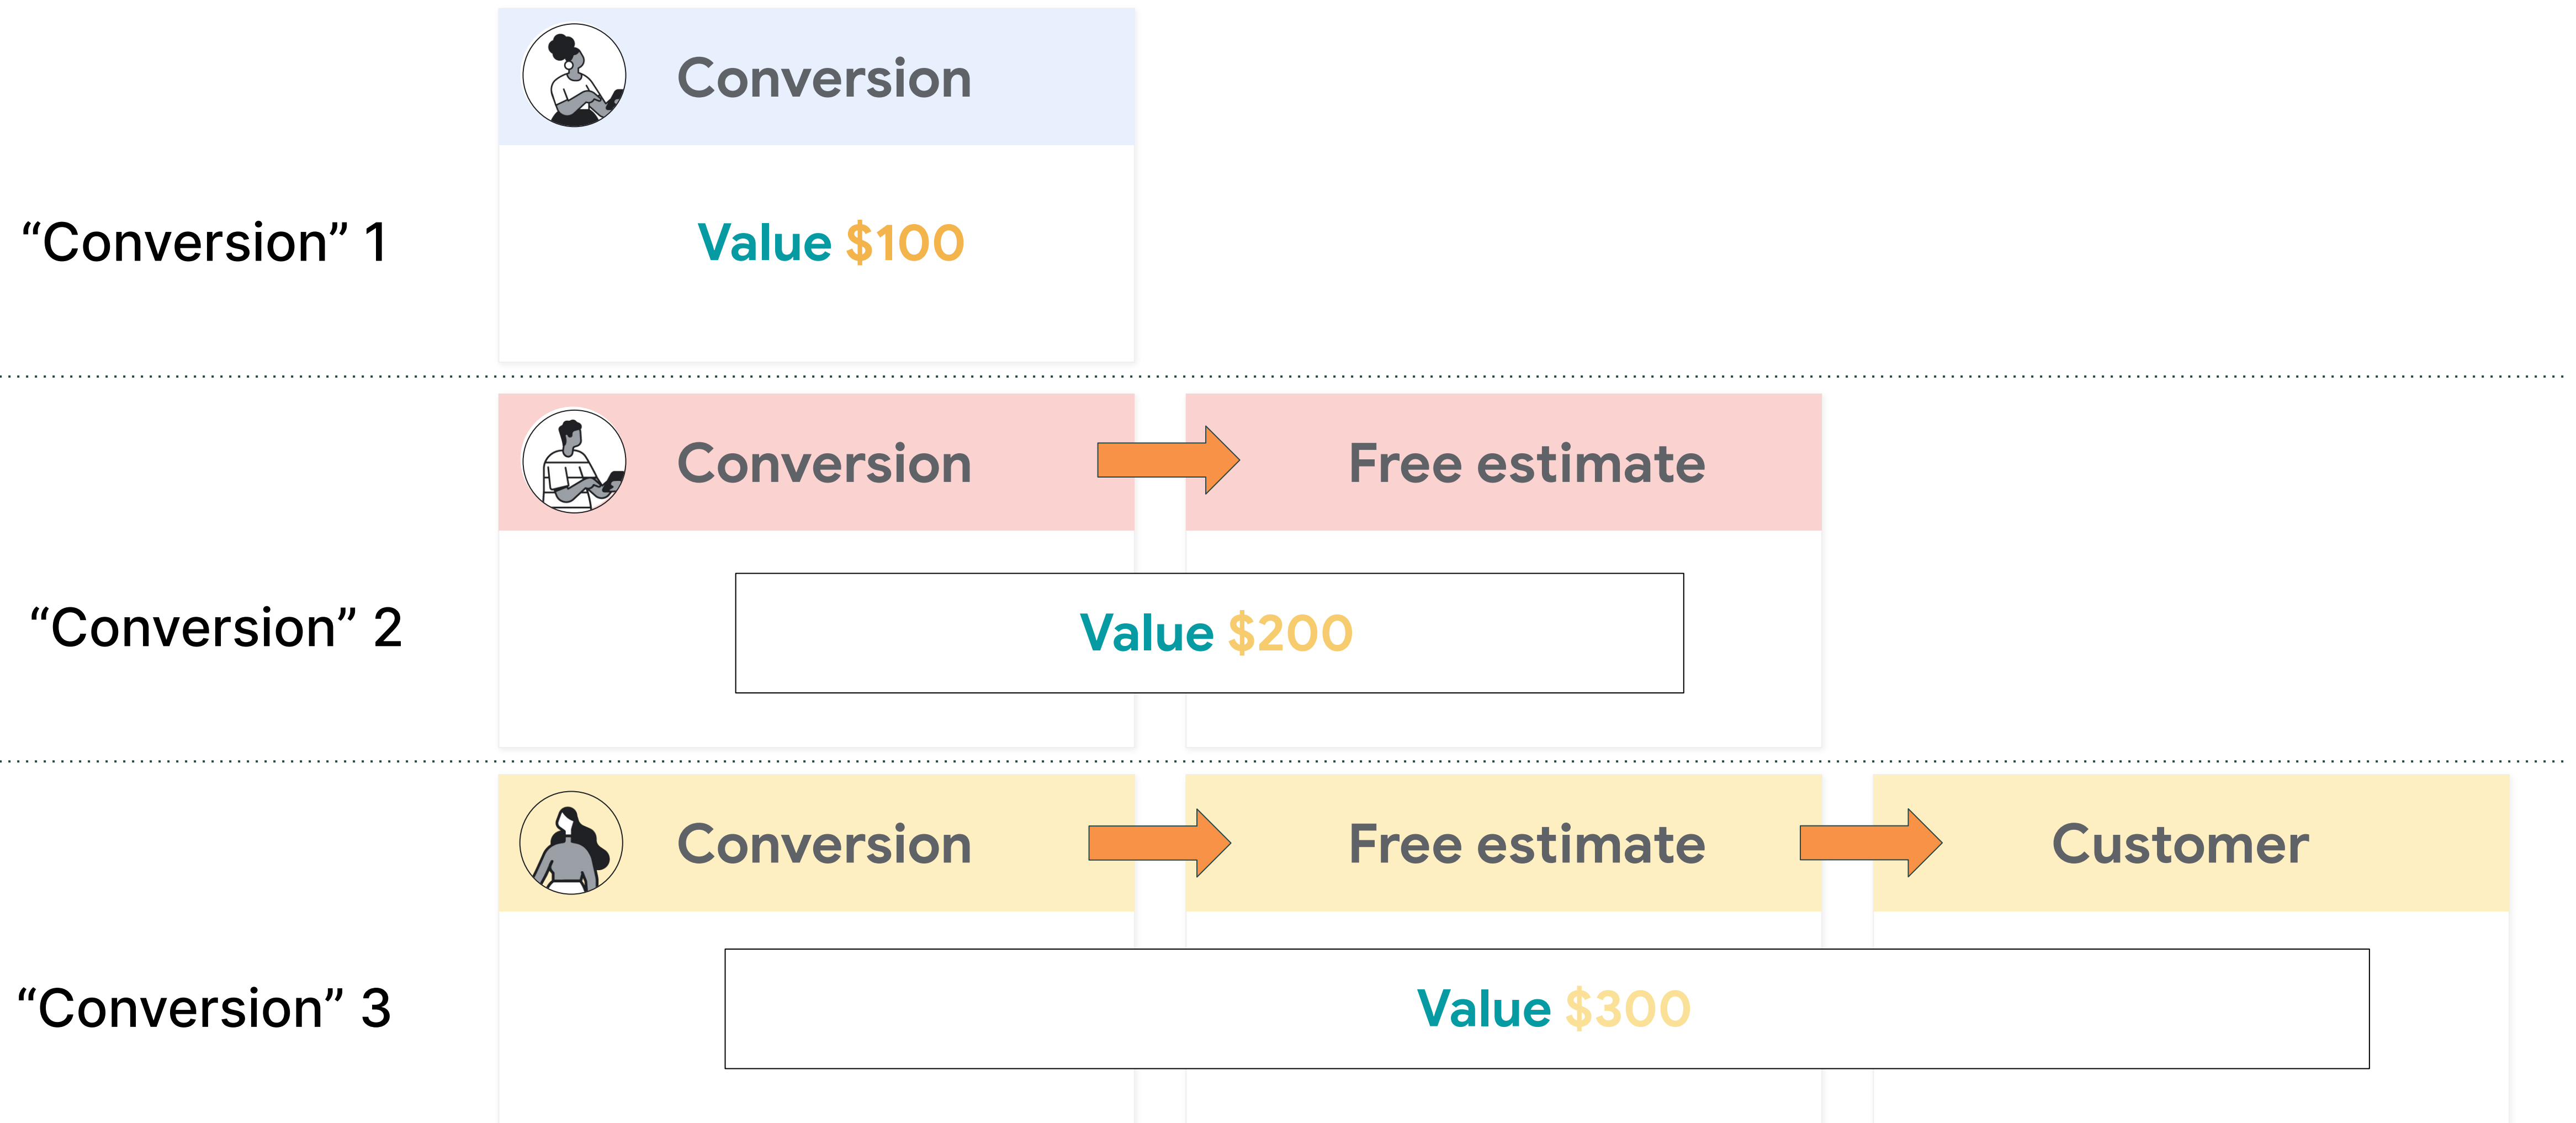 Conversion
“Conversion” 1
Value $100
Conversion
Free estimate
“Conversion” 2
Value $200
Conversion
Free estimate
Customer
“Conversion” 3
Value $300